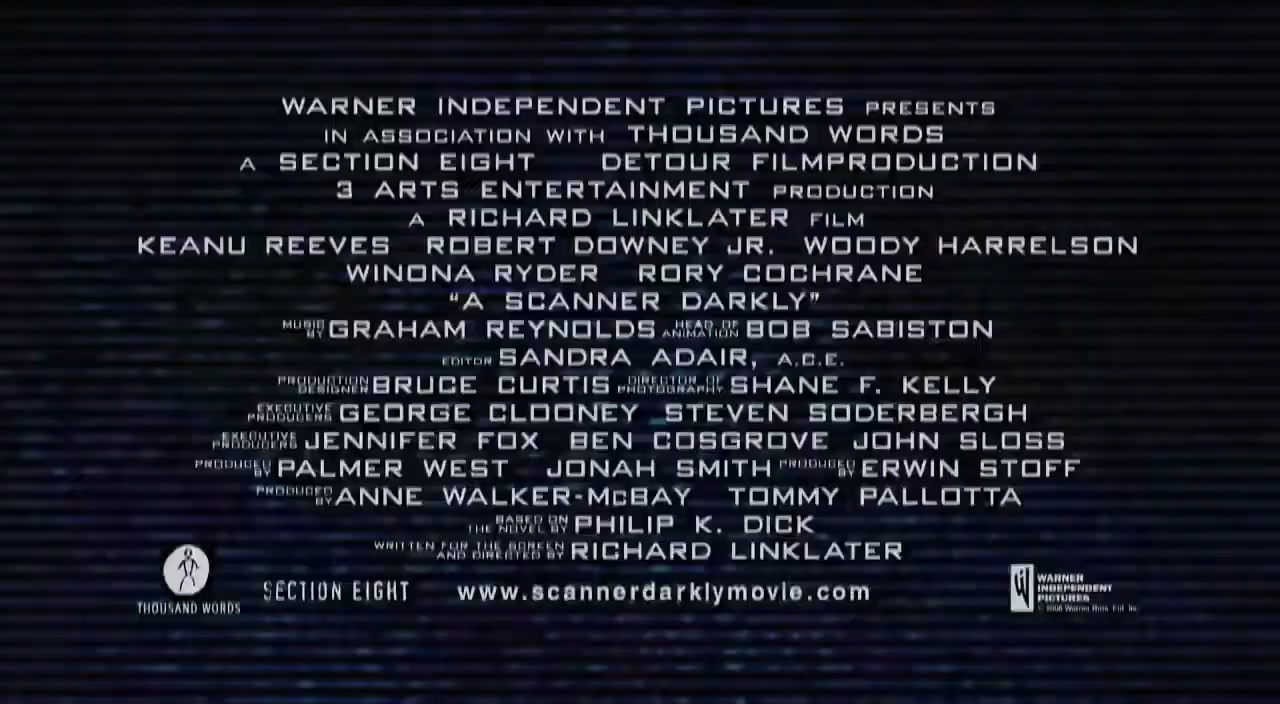 WARNER INDEPENDENT PICTURES PRESENTS
IN ASSOCIATION WITH THOUSAND WORDS
A SECTION EIGHT DETOUR FILMPRODUCTION
3 ARTS ENTERTAINMENT PRODUCTION
A RICHARD LINKLATER FILM
KEANU REEVES ROBERT DOWNEY JR. WOODY HARRELSON
WINONA RYDER RORY COCHRANE
"A SCANNER DARKLY"
MUSIC BY GRAHAM REYNOLDS HEAD OF ANIMATION BOB SABISTON
EDITOR SANDRA ADAIR, A.C.E.
PRODUCTION DESIGNER BRUCE CURTIS DIRECTOR OF PHOTOGRAPHY SHANE F. KELLY
EXECUTIVE PRODUCERS GEORGE CLOONEY STEVEN SODERBERGH
EXECUTIVE PRODUCERS JENNIFER FOX BEN COSGROVE JOHN SLOSS
PRODUCED BY PALMER WEST JONAH SMITH PRODUCED BY ERWIN STOFF
PRODUCED BY ANNE WALKER-McBAY TOMMY PALLOTTA
BASED ON THE NOVEL BY PHILIP K. DICK
WRITTEN FOR THE SCREEN AND DIRECTED BY RICHARD LINKLATER
THOUSAND WORDS
SECTION EIGHT
www.scannerdarklymovie.com
WARNER
INDEPENDENT
PICTURES
© 2006 Warner Bros. Ent. Inc.